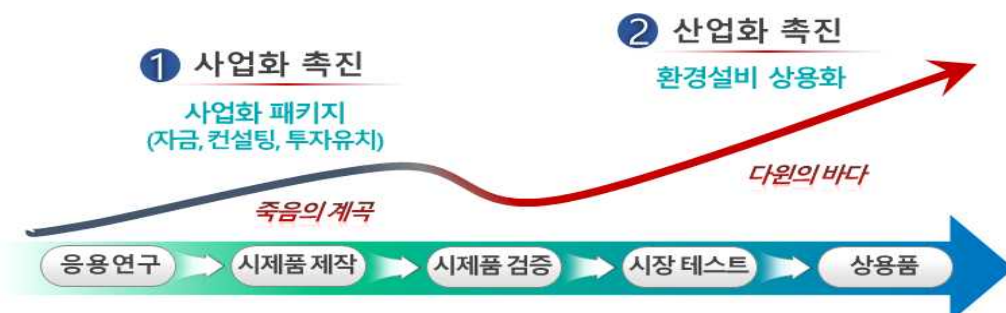 1 사업화 촉진
사업화 패키지
(자금, 컨설팅, 투자유치)
2 산업화 촉진
환경설비 상용화
죽음의 계곡
다윈의 바다
응용연구
시제품 제작
시제품 검증
시장 테스트
상용품